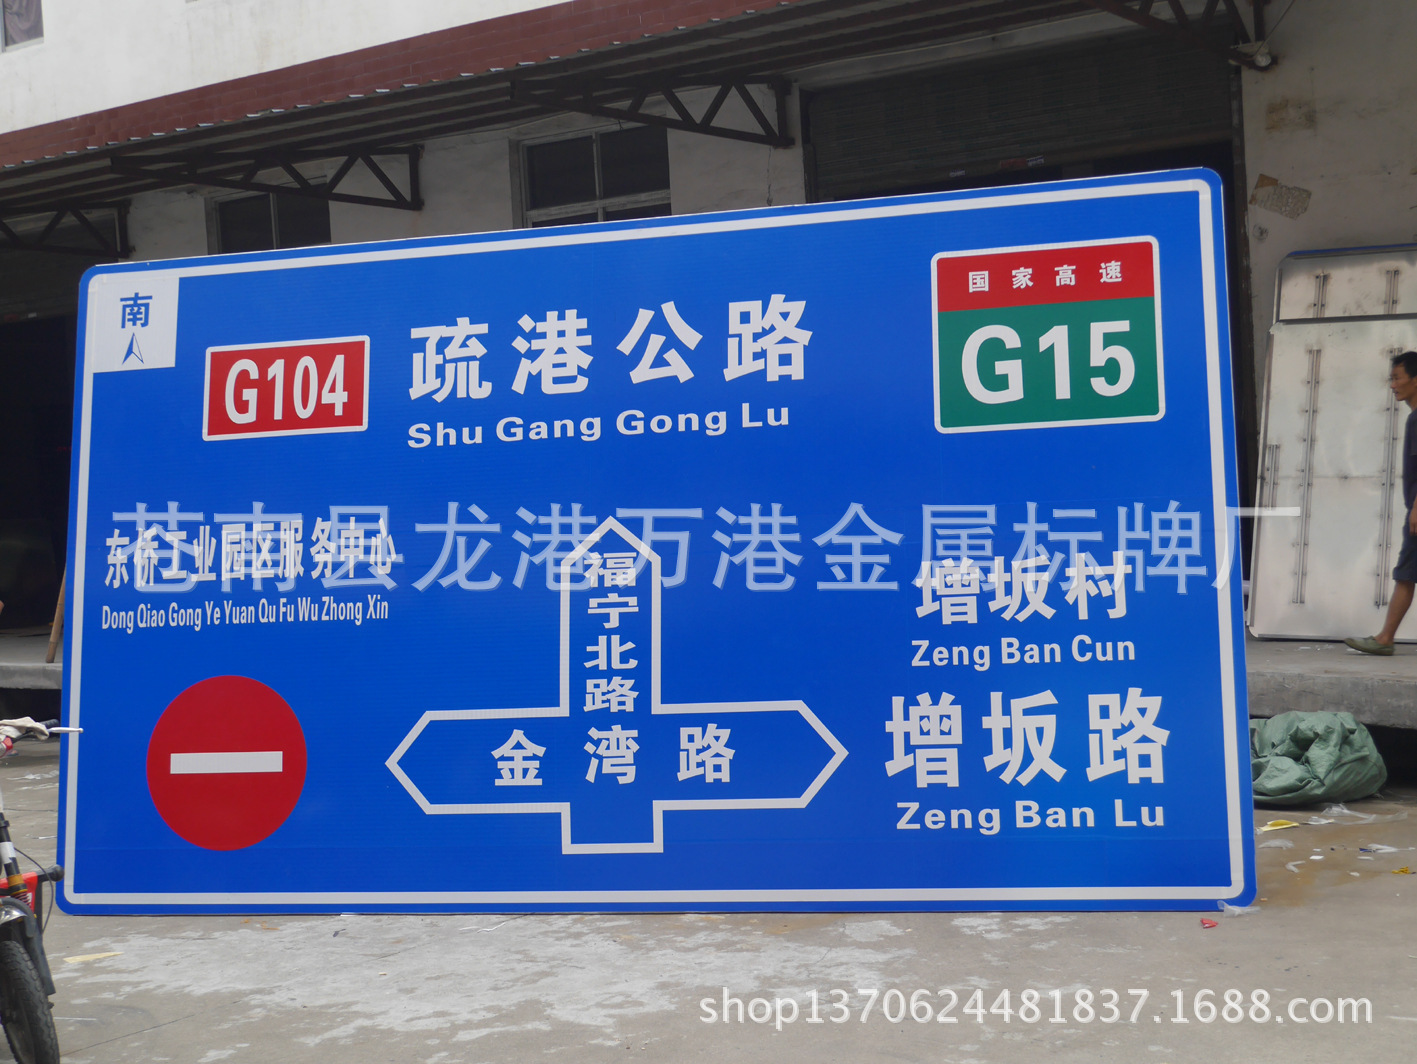 南
G104
疏港公路
Shu Gang Gong Lu
国家高速
G15
苍南县龙港万港金属标牌厂
东桥工业园区服务中心
Dong Qiao Gong Ye Yuan Qu Fu Wu Zhong Xin
福宁北路
金湾路
增坂村
Zeng Ban Cun
增坂路
Zeng Ban Lu
shop1370624481837.1688.com